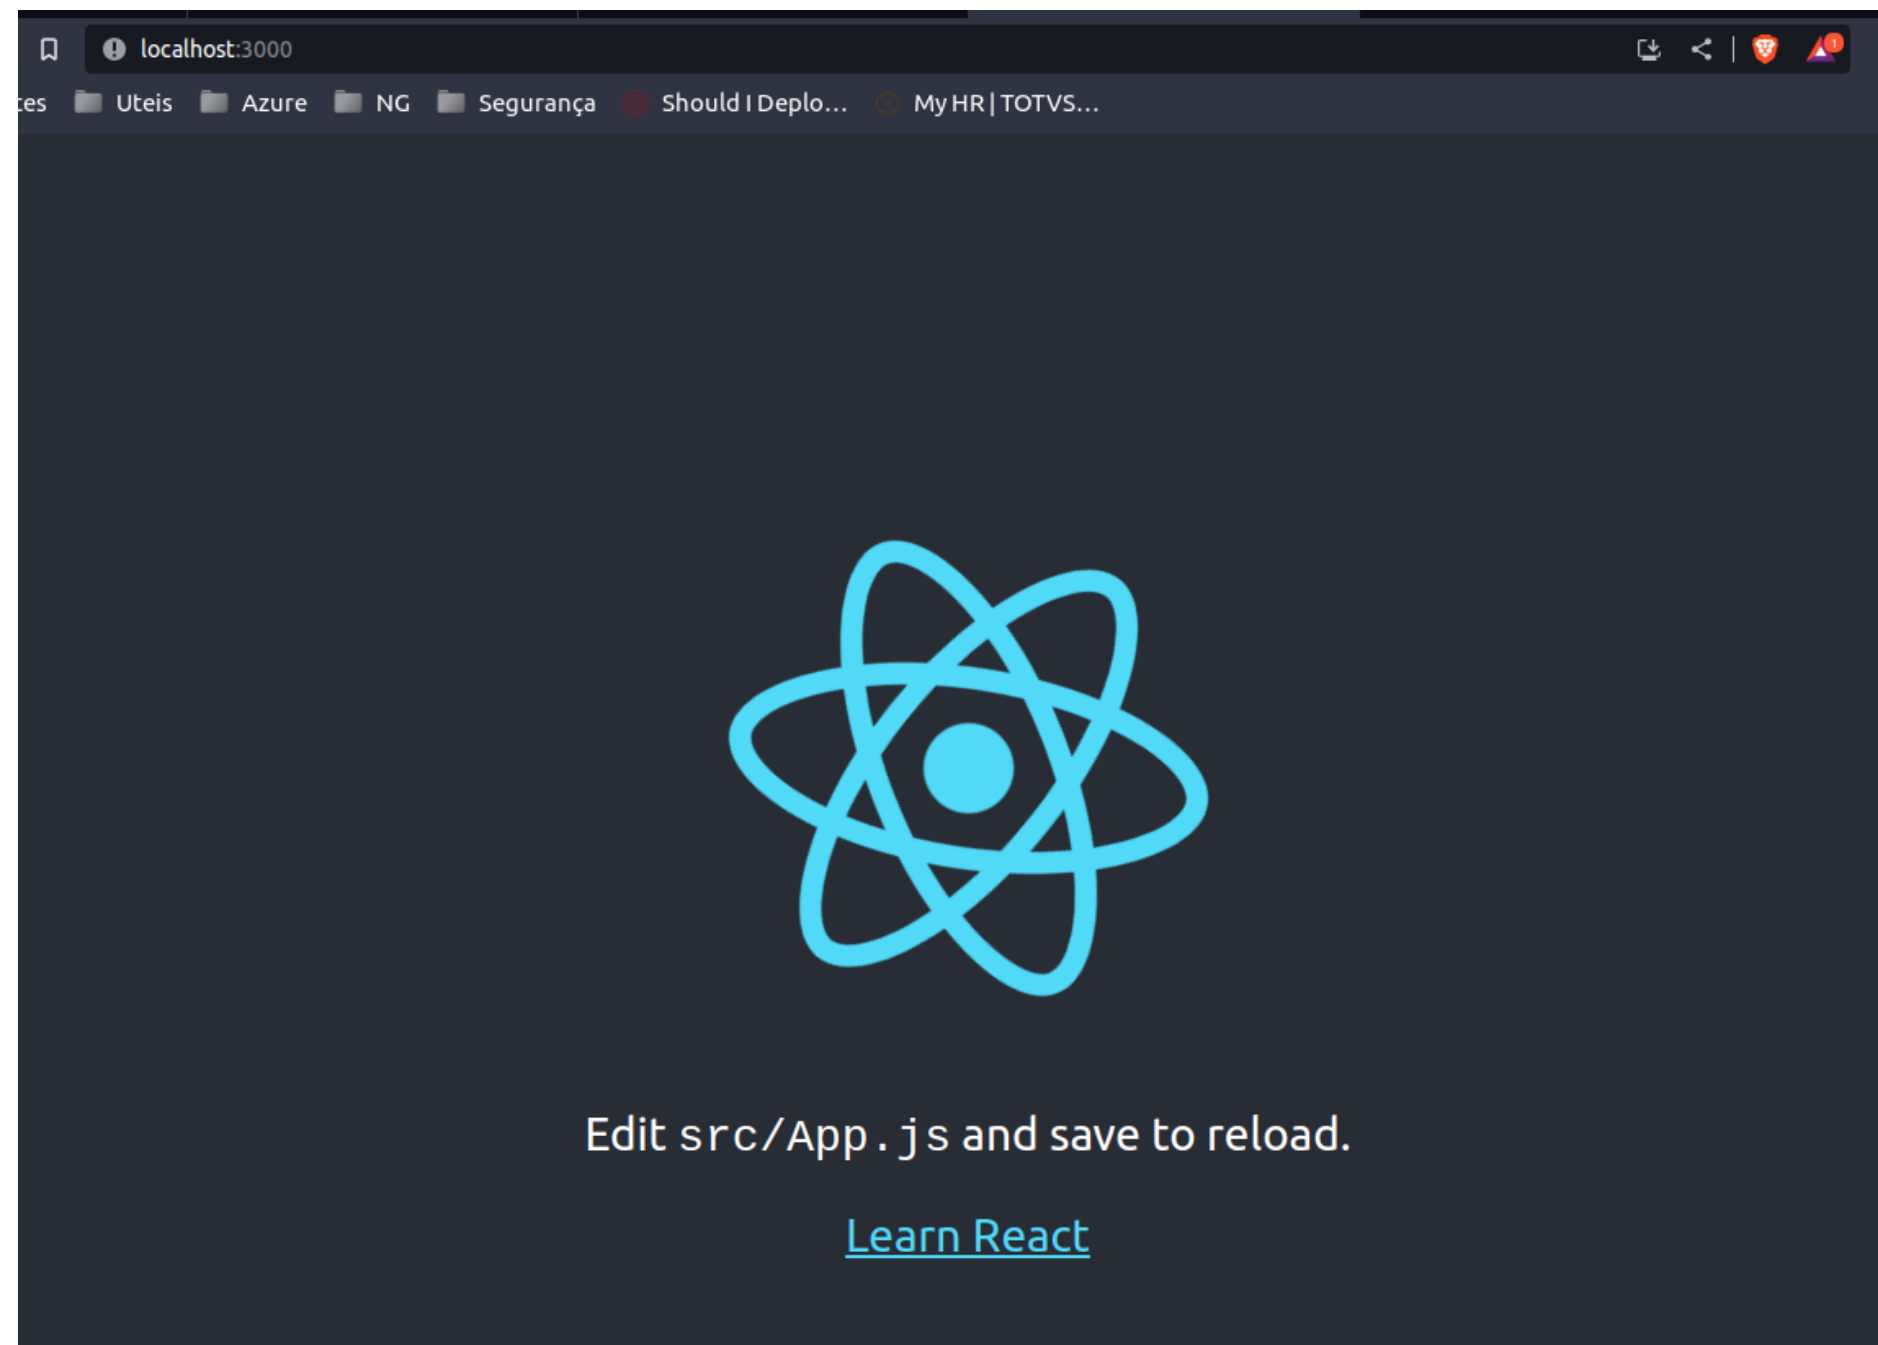 localhost:3000
1
tes Uteis Azure NG Segurança Should I Deplo... My HR | TOTVS...
Edit src/App.js and save to reload.
Learn React